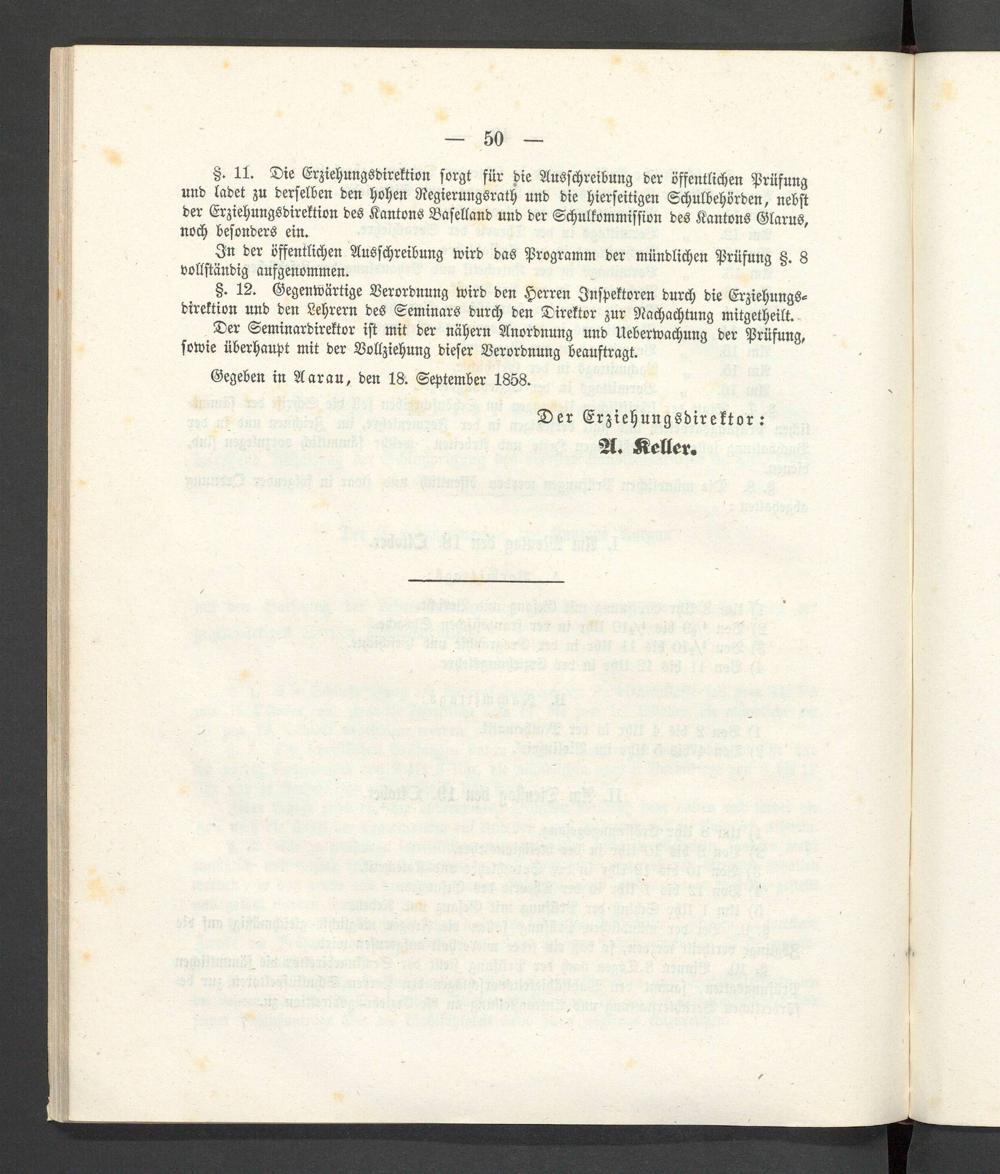 — 50 —
§. 11. Die Erziehungsdirektion sorgt für die Ausschreibung der öffentlichen Prüfung
und ladet zu derselben den hohen Regierungsrath und die hierseitigen Schulbehörden, nebst
der Erziehungsdirektion des Kantons Baselland und der Schulkommission des Kantons Glarus,
noch besonders ein.
In der öffentlichen Ausschreibung wird das Programm der mündlichen Prüfung §. 8
vollständig aufgenommen.
§. 12. Gegenwärtige Verordnung wird den Herren Inspektoren durch die Erziehungs-
direktion und den Lehrern des Seminars durch den Direktor zur Nachachtung mitgetheilt.
Der Seminardirektor ist mit der nähern Anordnung und Ueberwachung der Prüfung,
sowie überhaupt mit der Vollziehung dieser Verordnung beauftragt.
Gegeben in Aarau, den 18. September 1858.
Der Erziehungsdirektor:
A. Keller.